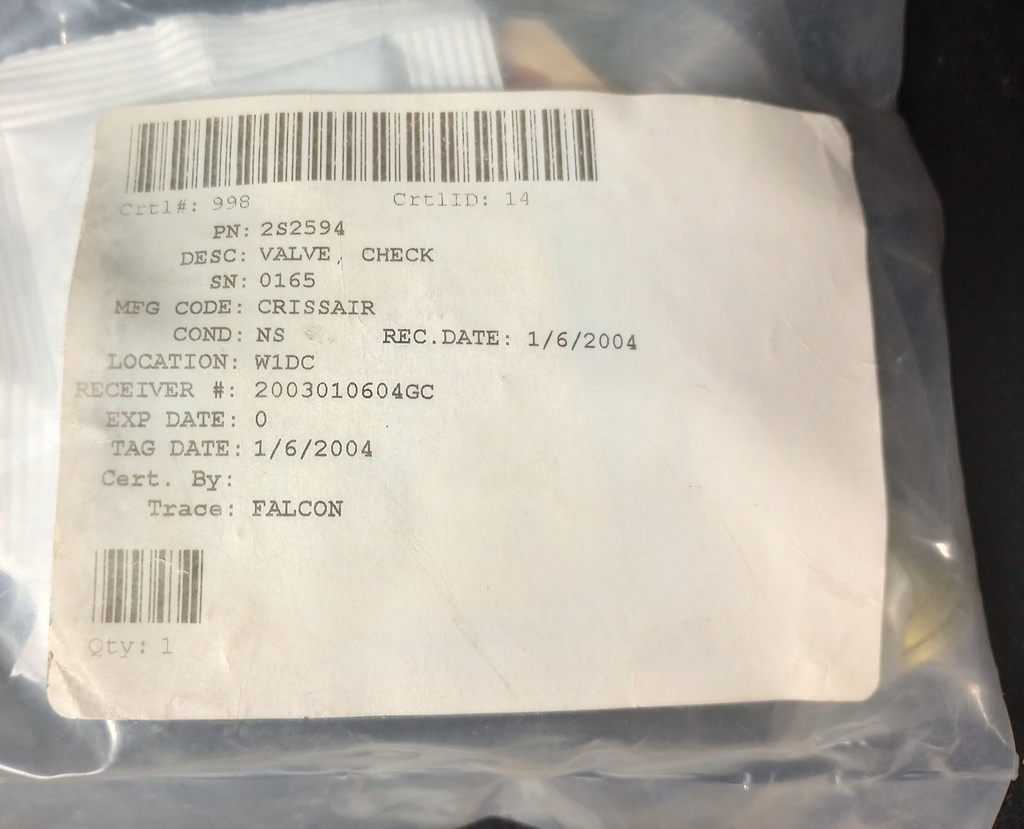 Crtl#: 998 CrtlID: 14
PN: 2S2594
DESC: VALVE, CHECK
SN: 0165
MFG CODE: CRISSAIR
COND: NS REC.DATE: 1/6/2004
LOCATION: W1DC
RECEIVER #: 2003010604GC
EXP DATE: 0
TAG DATE: 1/6/2004
Cert. By:
Trace: FALCON
Qty: 1